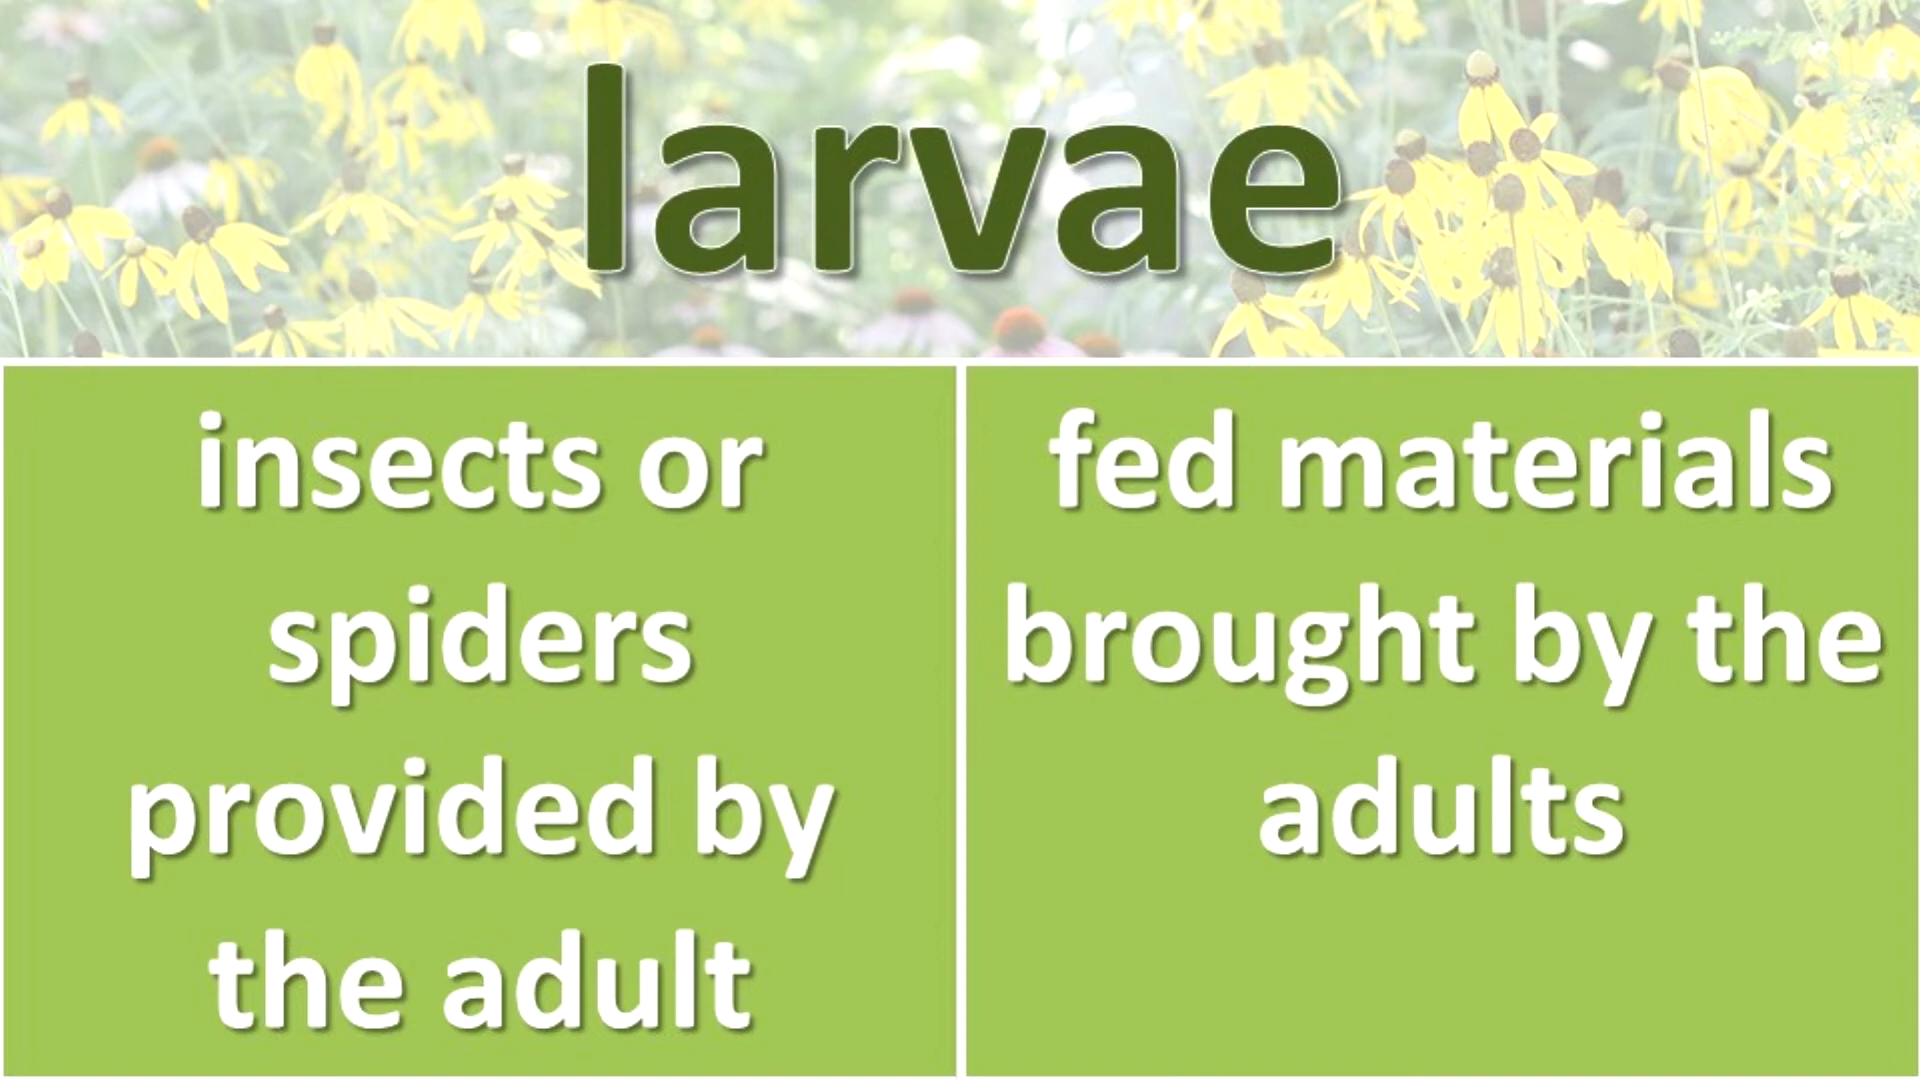 larvae
insects or
spiders
provided by
the adult
fed materials
brought by the
adults